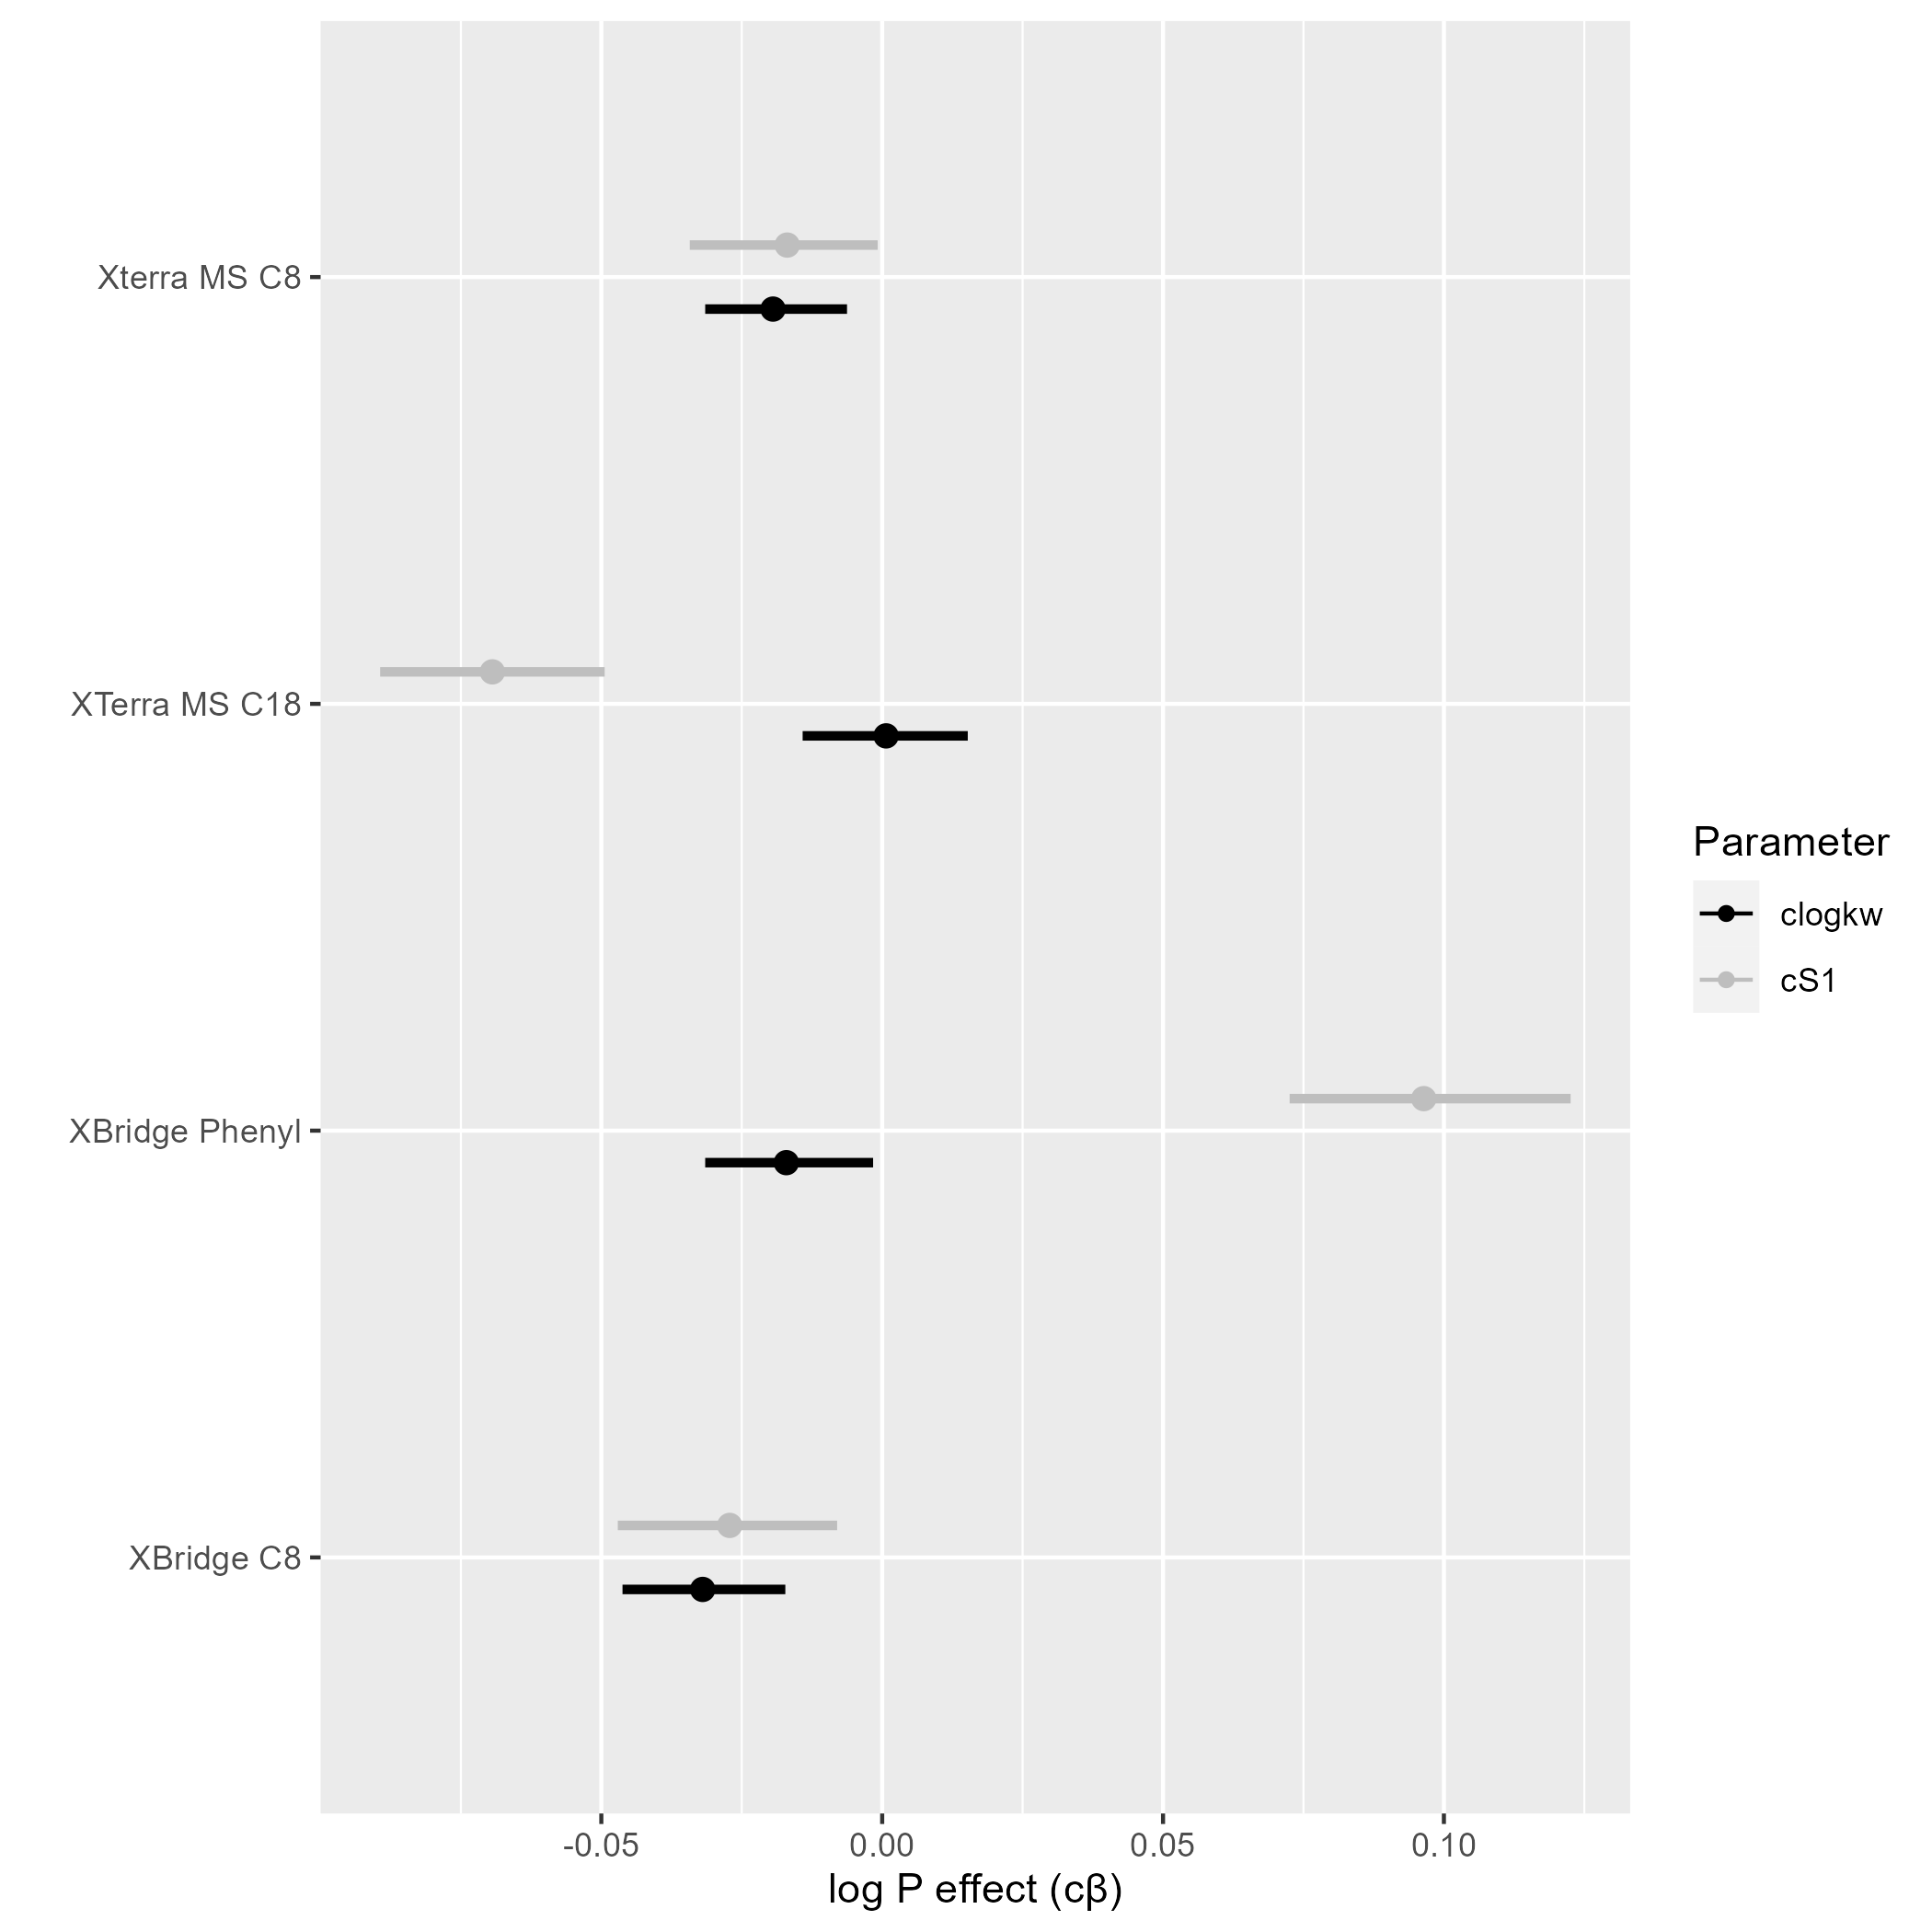 Xterra MS C8
XTerra MS C18
XBridge Phenyl
XBridge C8
-0.05
0.00
0.05
0.10
log P effect (cβ)
Parameter
clogkw
cS1